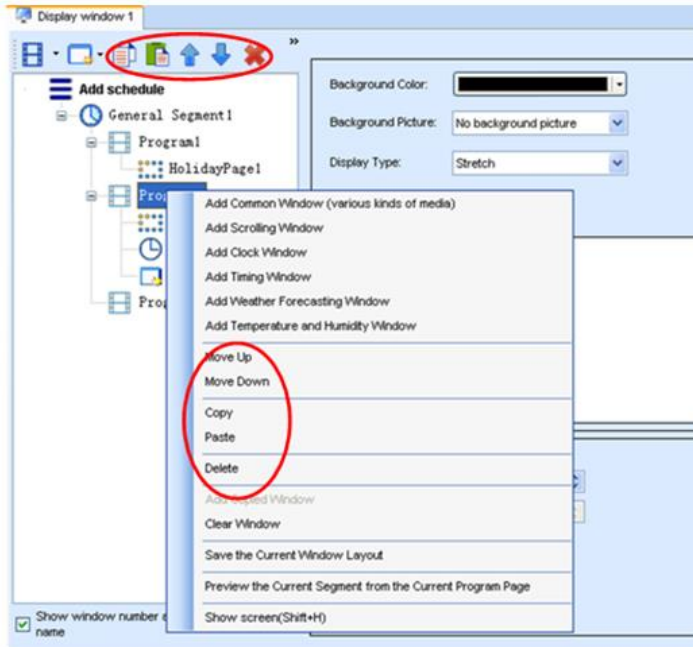 Display window 1
»
Add schedule
General Segment1
Program1
HolidayPage1
Prog
Prog
Background Color:
Background Picture: No background picture
Display Type: Stretch
Add Common Window (various kinds of media)
Add Scrolling Window
Add Clock Window
Add Timing Window
Add Weather Forecasting Window
Add Temperature and Humidity Window
Move Up
Move Down
Copy
Paste
Delete
Add Copied Window
Clear Window
Save the Current Window Layout
Preview the Current Segment from the Current Program Page
Show screen(Shift+H)
Show window number
name